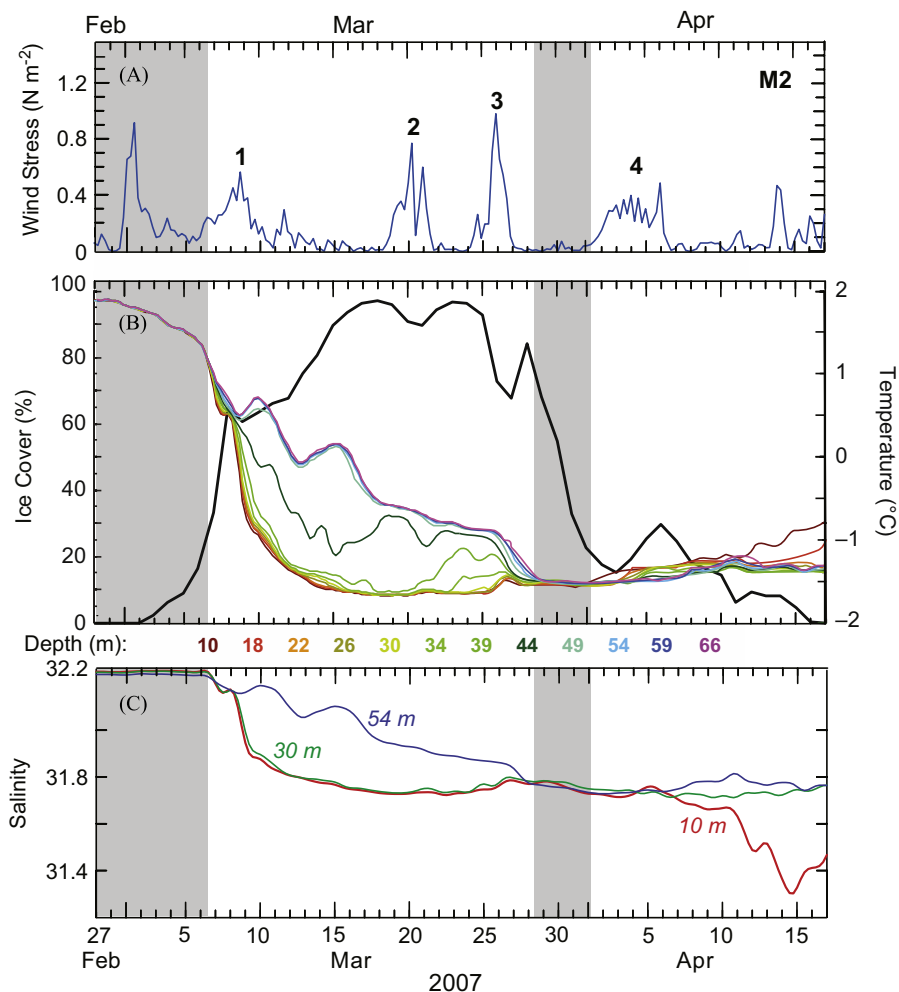 Feb Mar Apr
Wind Stress (N m-2)
1.2
0.8
0.4
0
(A)
1
2
3
4
M2
Ice Cover (%)
100
80
60
40
20
0
(B)
2
1
0
−1
−2
Temperature (°C)
Depth (m): 10 18 22 26 30 34 39 44 49 54 59 66
Salinity
32.2
31.8
31.4
(C)
54 m
30 m
10 m
27 5 10 15 20 25 30 5 10 15
Feb Mar Apr
2007